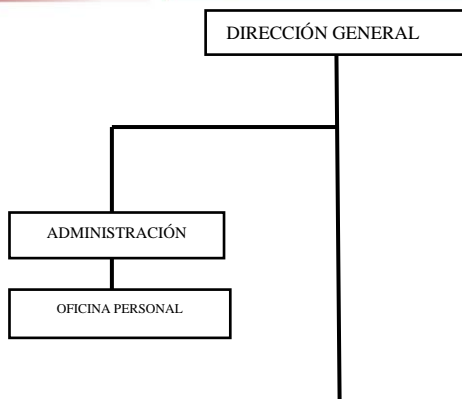 DIRECCIÓN GENERAL
ADMINISTRACIÓN
OFICINA PERSONAL